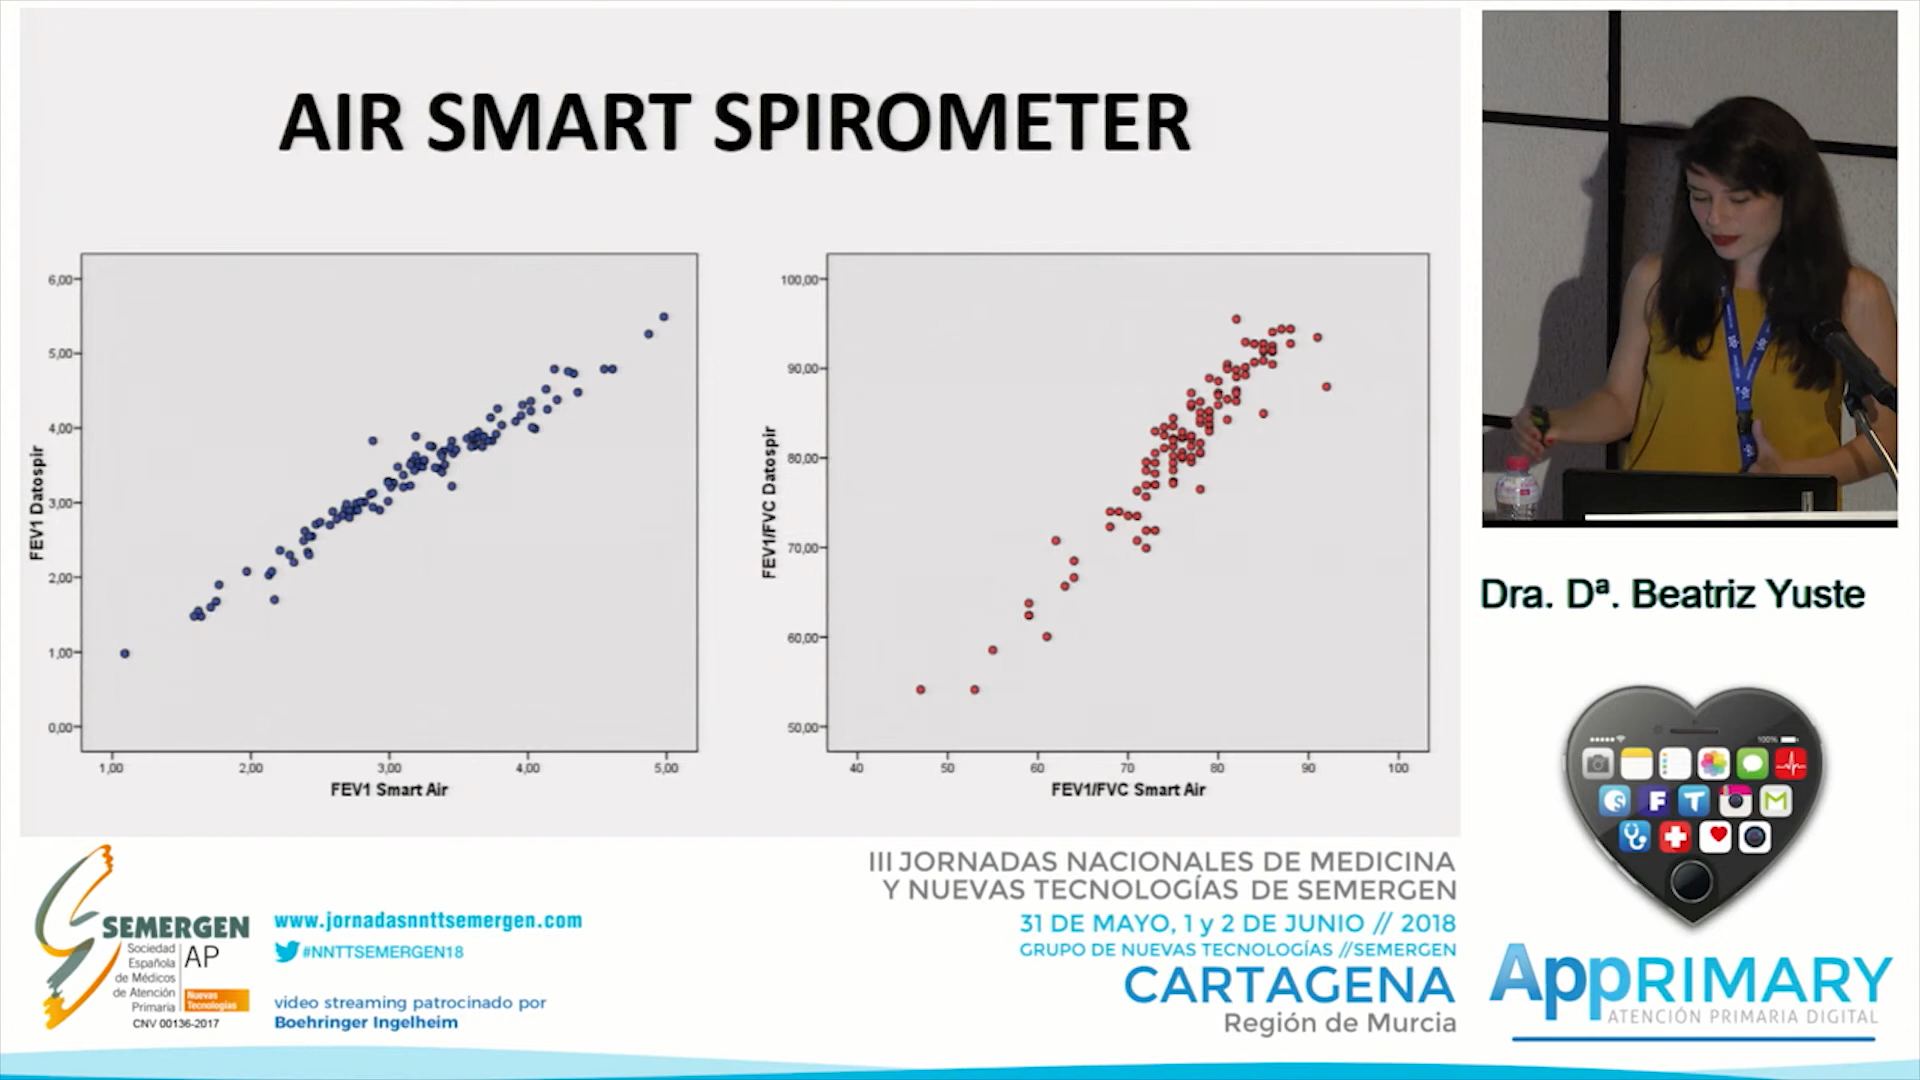 AIR SMART SPIROMETER
6,00
5,00
4,00
3,00
2,00
1,00
0,00
FEV1 Datospir
1,00 2,00 3,00 4,00 5,00
FEV1 Smart Air
100,00
90,00
80,00
70,00
60,00
50,00
FEV1/FVC Datospir
40 50 60 70 80 90 100
FEV1/FVC Smart Air
Dra. Dª. Beatriz Yuste
SEMERGEN
Sociedad
Española
de Médicos
de Atención
Primaria
AP
Nuevas
Tecnologías
CNV 00136-2017
www.jornadasnnttsemergen.com
#NNTTSEMERGEN18
video streaming patrocinado por
Boehringer Ingelheim
III JORNADAS NACIONALES DE MEDICINA
Y NUEVAS TECNOLOGÍAS DE SEMERGEN
31 DE MAYO, 1 y 2 DE JUNIO // 2018
GRUPO DE NUEVAS TECNOLOGÍAS //SEMERGEN
CARTAGENA
Región de Murcia
100%
F T M
AppRIMARY
ATENCIÓN PRIMARIA DIGITAL